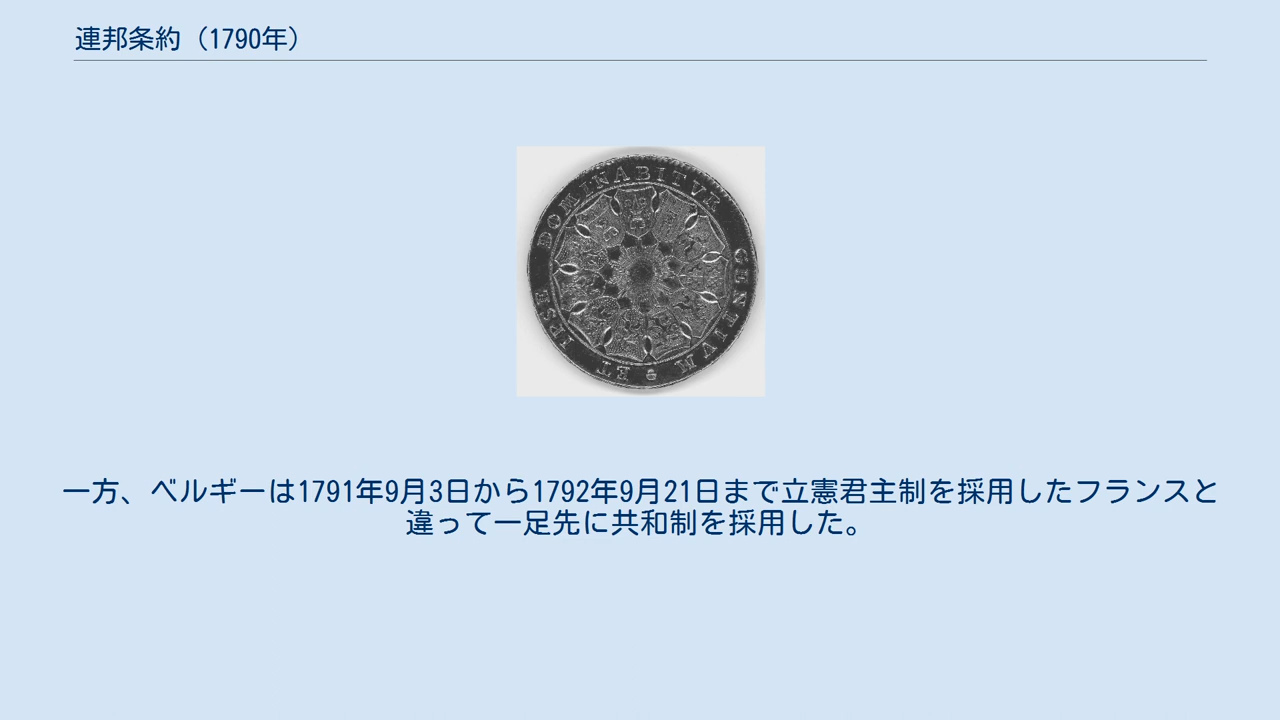 連邦条約（1790年）
DOMINABITVR GENTIVM ET IPSE
一方、ベルギーは1791年9月3日から1792年9月21日まで立憲君主制を採用したフランスと
違って一足先に共和制を採用した。